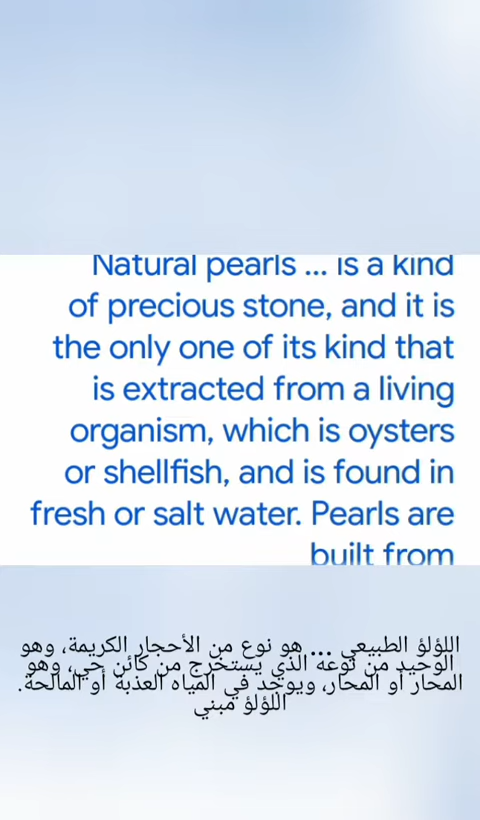 Natural pearls ... is a kind
of precious stone, and it is
the only one of its kind that
is extracted from a living
organism, which is oysters
or shellfish, and is found in
fresh or salt water. Pearls are
built from
اللؤلؤ الطبيعي ... هو نوع من الأحجار الكريمة، وهو
الوحيد من نوعه الذي يستخرج من كائن حي، وهو
المحار أو المحار، ويوجد في المياه العذبة أو المالحة.
اللؤلؤ مبني